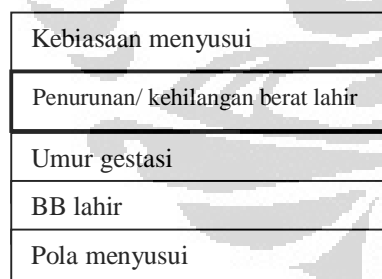 Kebiasaan menyusui
Penurunan/ kehilangan berat lahir
Umur gestasi
BB lahir
Pola menyusui